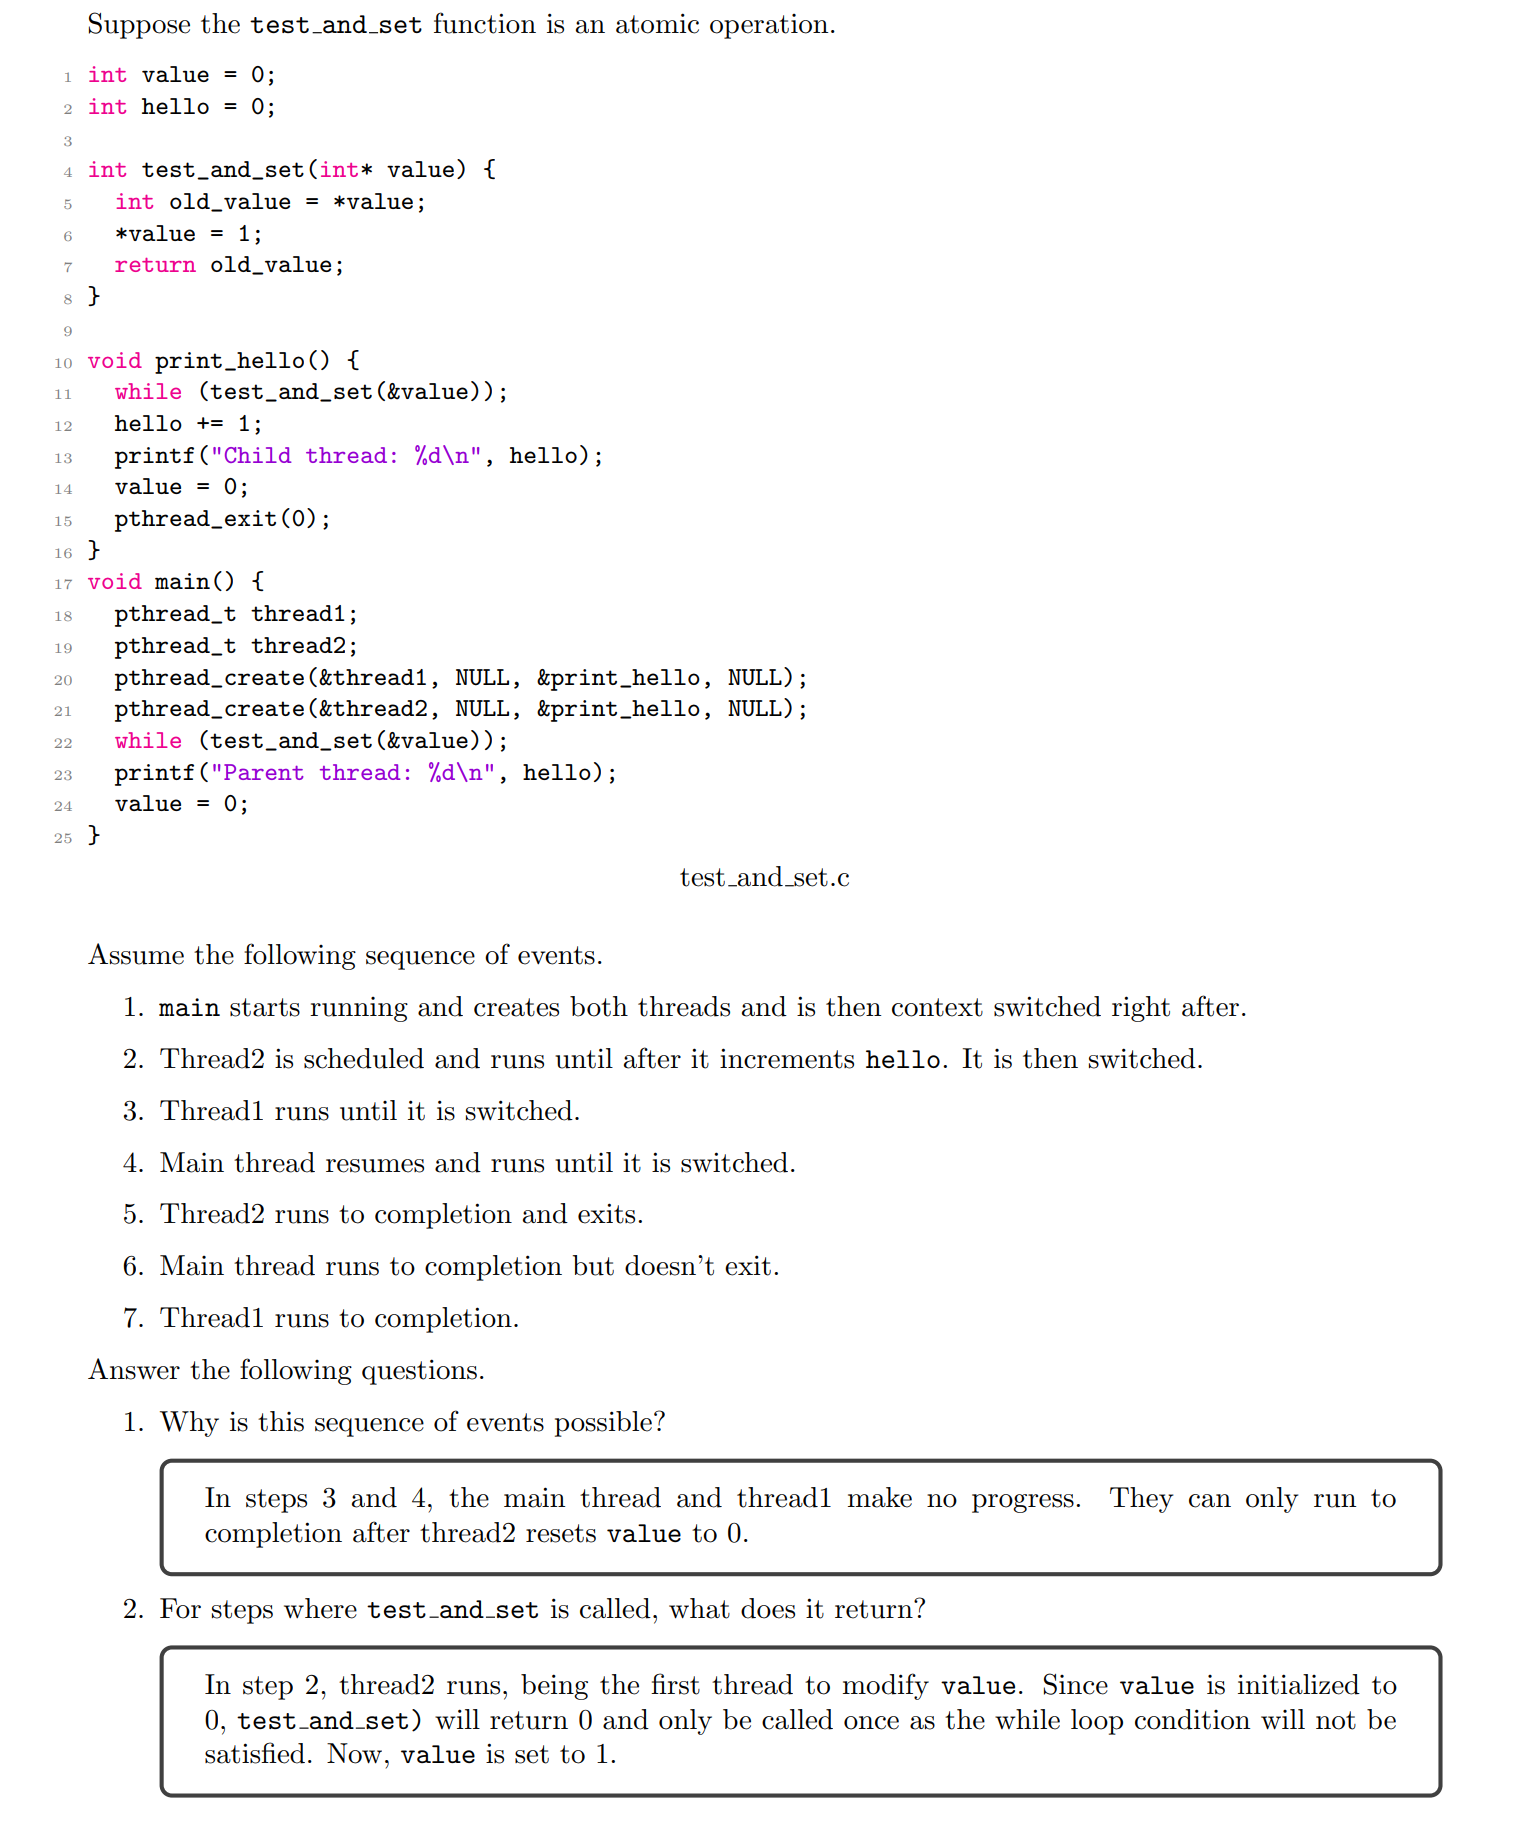 Suppose the test_and_set function is an atomic operation.
1 int value = 0;
2 int hello = 0;
3
4 int test_and_set(int* value) {
5   int old_value = *value;
6   *value = 1;
7   return old_value;
8 }
9
10 void print_hello() {
11   while (test_and_set(&value));
12   hello += 1;
13   printf("Child thread: %d\n", hello);
14   value = 0;
15   pthread_exit(0);
16 }
17 void main() {
18   pthread_t thread1;
19   pthread_t thread2;
20   pthread_create(&thread1, NULL, &print_hello, NULL);
21   pthread_create(&thread2, NULL, &print_hello, NULL);
22   while (test_and_set(&value));
23   printf("Parent thread: %d\n", hello);
24   value = 0;
25 }
test_and_set.c
Assume the following sequence of events.
1. main starts running and creates both threads and is then context switched right after.
2. Thread2 is scheduled and runs until after it increments hello. It is then switched.
3. Thread1 runs until it is switched.
4. Main thread resumes and runs until it is switched.
5. Thread2 runs to completion and exits.
6. Main thread runs to completion but doesn't exit.
7. Thread1 runs to completion.
Answer the following questions.
1. Why is this sequence of events possible?
In steps 3 and 4, the main thread and thread1 make no progress. They can only run to
completion after thread2 resets value to 0.
2. For steps where test_and_set is called, what does it return?
In step 2, thread2 runs, being the first thread to modify value. Since value is initialized to
0, test_and_set) will return 0 and only be called once as the while loop condition will not be
satisfied. Now, value is set to 1.